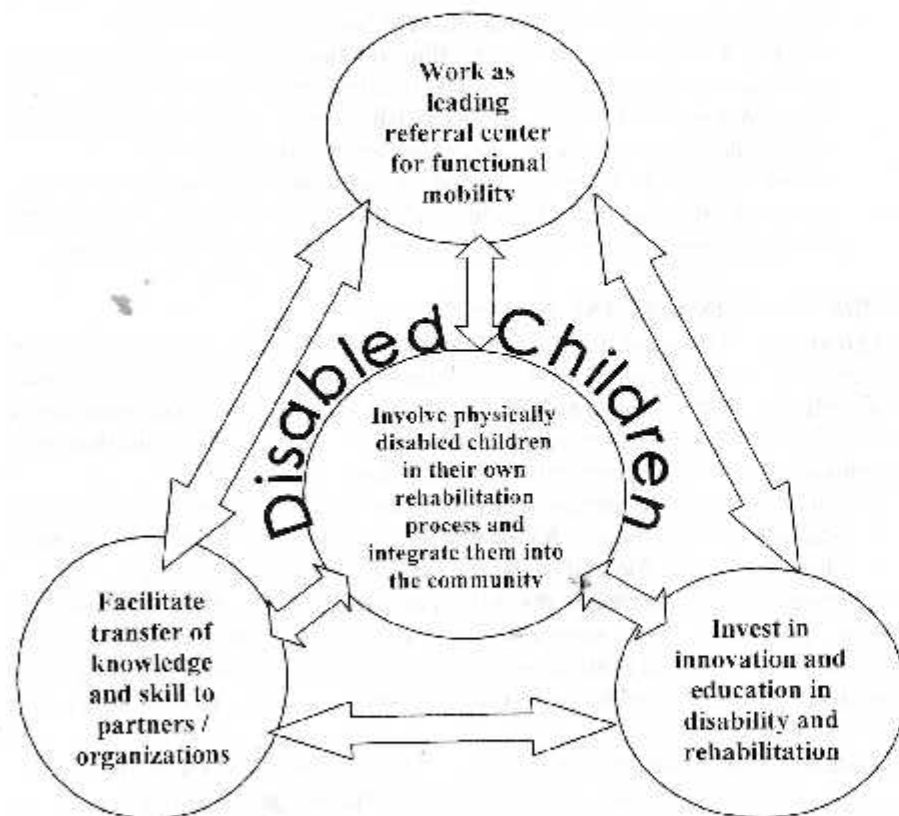 Work as
leading
referral center
for functional
mobility
Disabled Children
Involve physically
disabled children
in their own
rehabilitation
process and
integrate them into
the community
Facilitate
transfer of
knowledge
and skill to
partners /
organizations
Invest in
innovation and
education in
disability and
rehabilitation